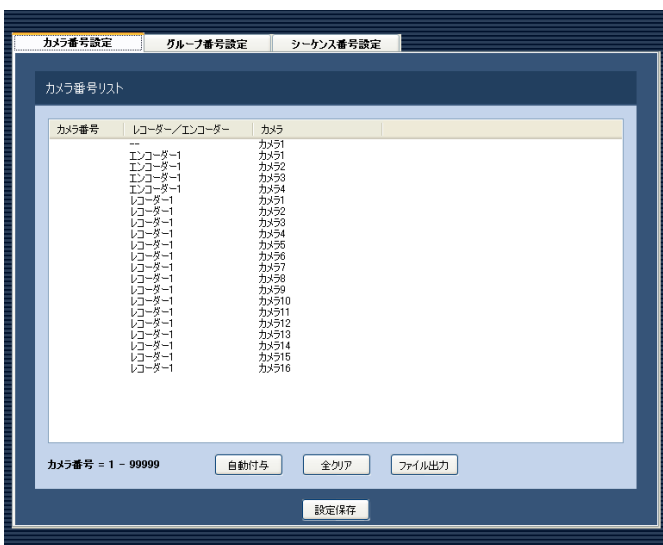 カメラ番号設定 グループ番号設定 シーケンス番号設定
カメラ番号リスト
カメラ番号 レコーダー／エンコーダー カメラ
-- カメラ1
エンコーダー1 カメラ1
エンコーダー1 カメラ2
エンコーダー1 カメラ3
エンコーダー1 カメラ4
レコーダー1 カメラ1
レコーダー1 カメラ2
レコーダー1 カメラ3
レコーダー1 カメラ4
レコーダー1 カメラ5
レコーダー1 カメラ6
レコーダー1 カメラ7
レコーダー1 カメラ8
レコーダー1 カメラ9
レコーダー1 カメラ10
レコーダー1 カメラ11
レコーダー1 カメラ12
レコーダー1 カメラ13
レコーダー1 カメラ14
レコーダー1 カメラ15
レコーダー1 カメラ16
カメラ番号 = 1 - 99999 自動付与 全クリア ファイル出力
設定保存